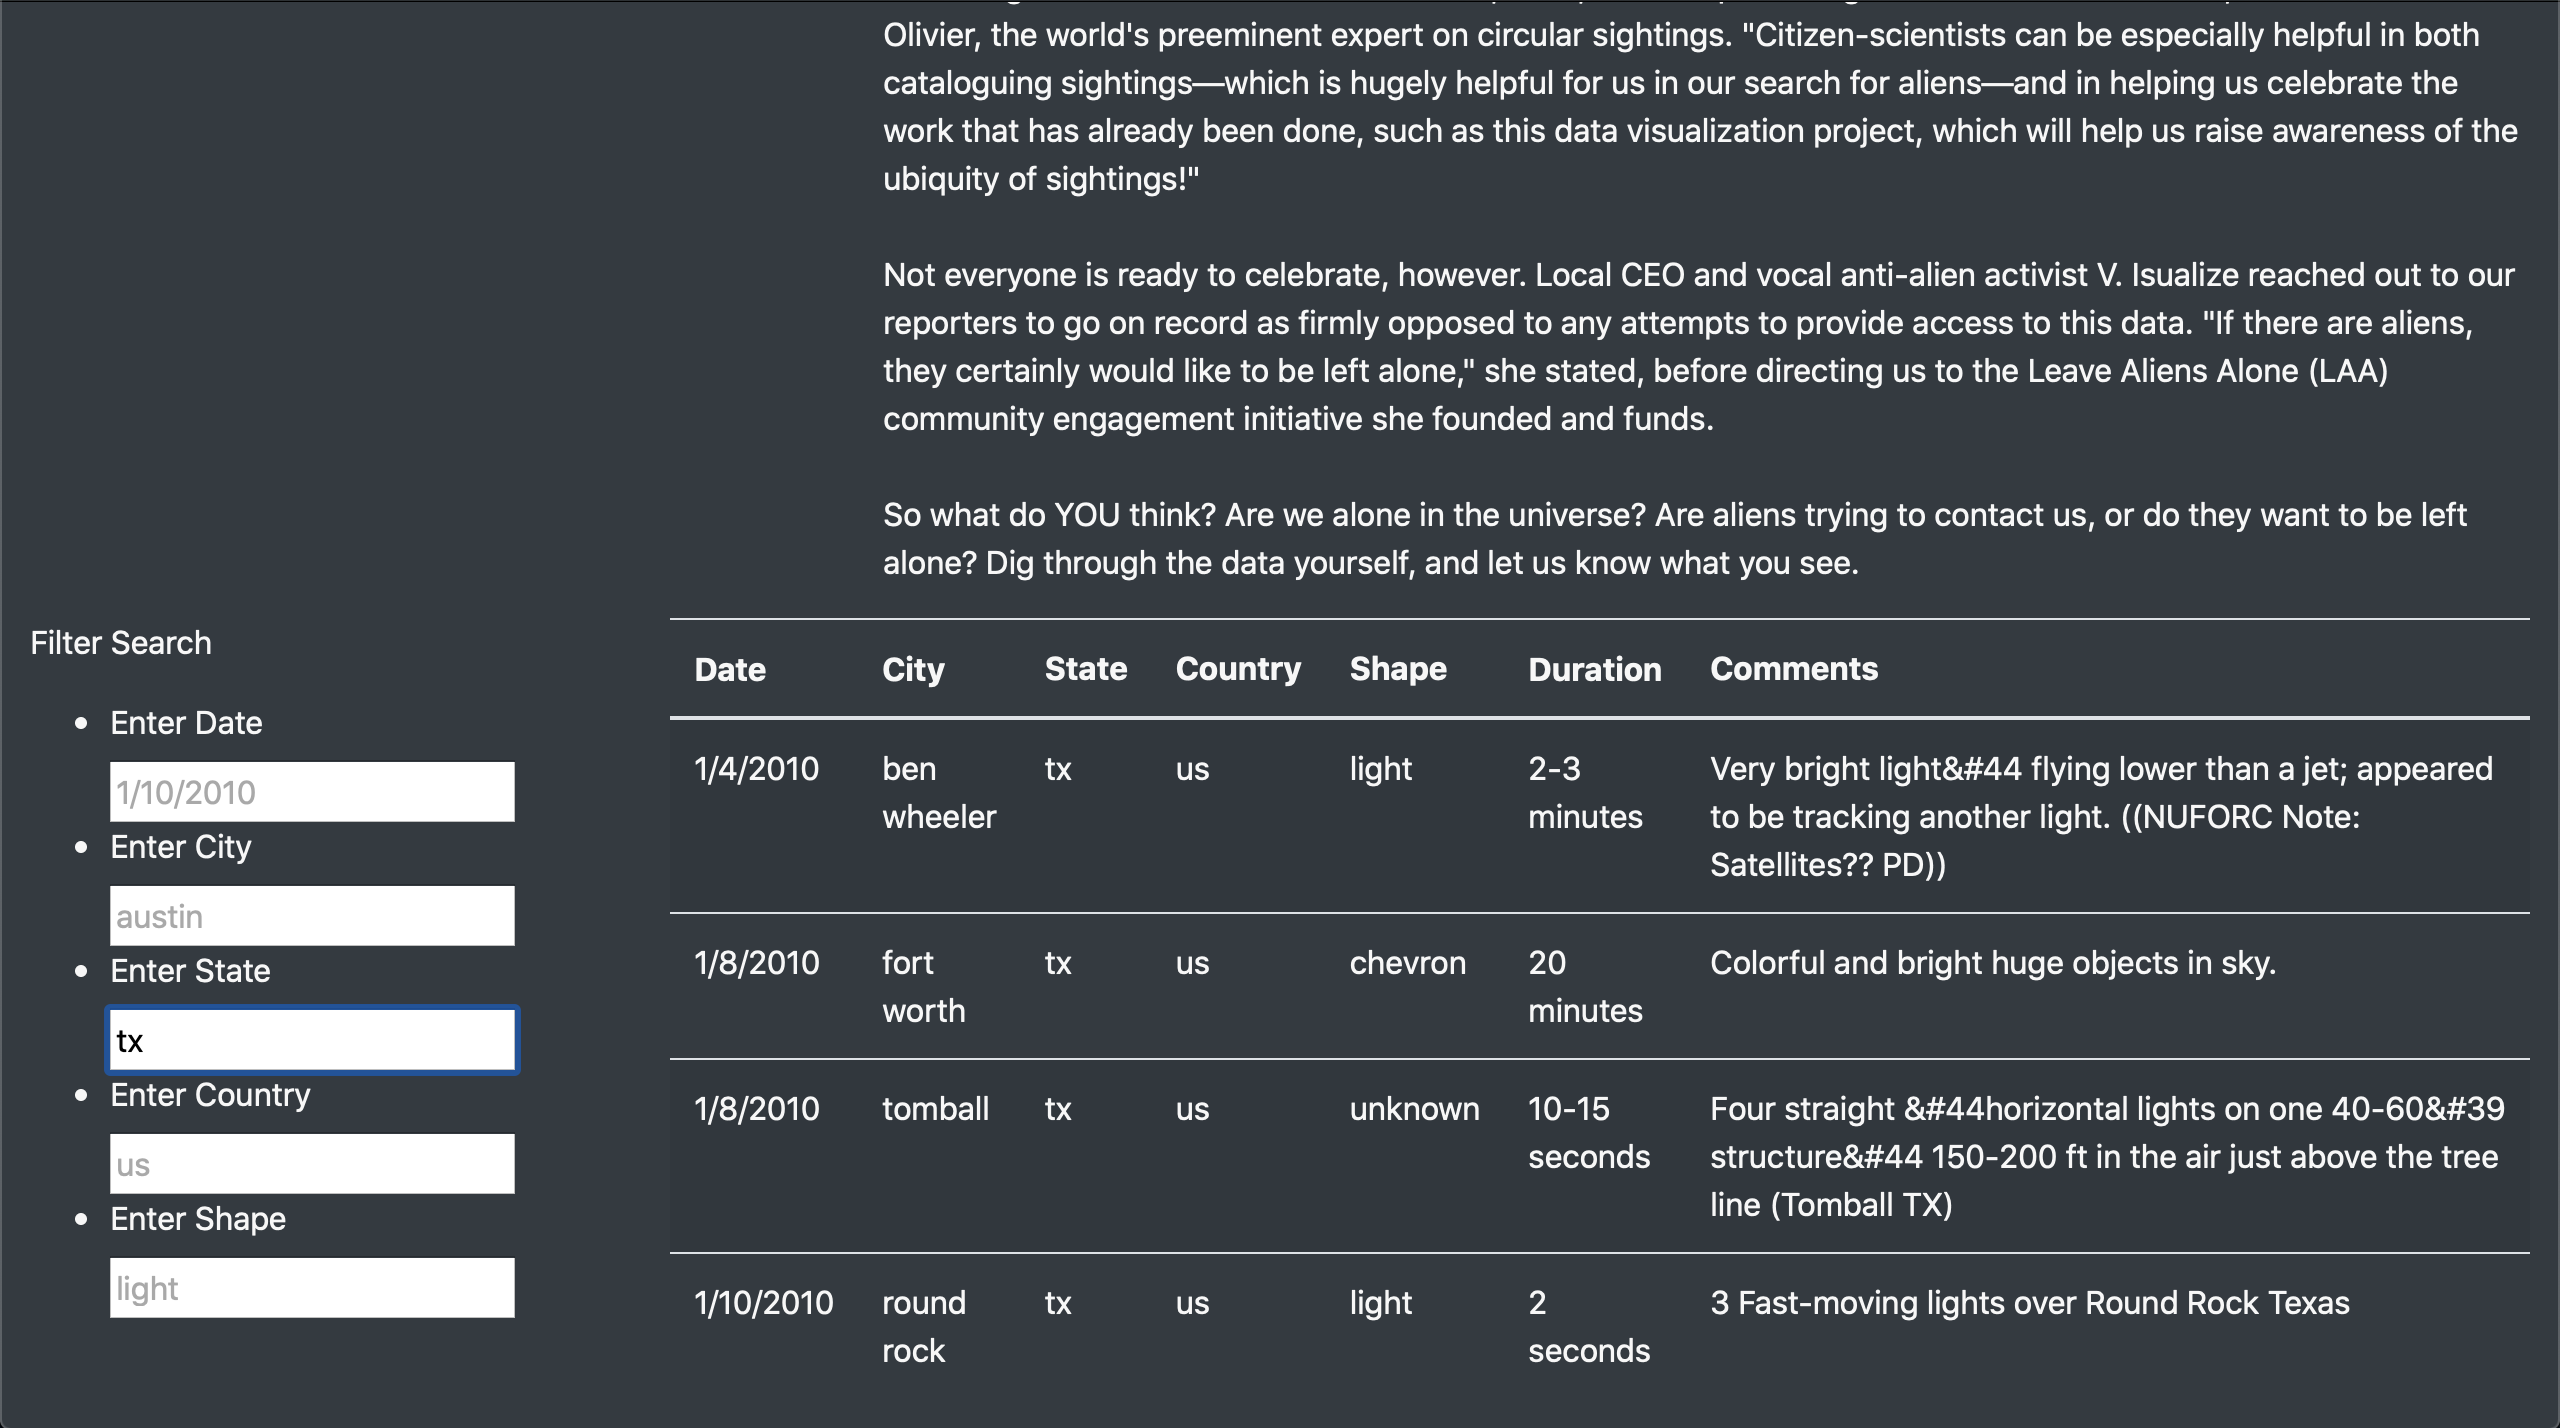 Olivier, the world's preeminent expert on circular sightings. "Citizen-scientists can be especially helpful in both
cataloguing sightings—which is hugely helpful for us in our search for aliens—and in helping us celebrate the
work that has already been done, such as this data visualization project, which will help us raise awareness of the
ubiquity of sightings!"
Not everyone is ready to celebrate, however. Local CEO and vocal anti-alien activist V. Isualize reached out to our
reporters to go on record as firmly opposed to any attempts to provide access to this data. "If there are aliens,
they certainly would like to be left alone," she stated, before directing us to the Leave Aliens Alone (LAA)
community engagement initiative she founded and funds.
So what do YOU think? Are we alone in the universe? Are aliens trying to contact us, or do they want to be left
alone? Dig through the data yourself, and let us know what you see.
Filter Search
• Enter Date
1/10/2010
• Enter City
austin
• Enter State
tx
• Enter Country
us
• Enter Shape
light
Date City State Country Shape Duration Comments
1/4/2010 ben tx us light 2-3 Very bright light&#44 flying lower than a jet; appeared
wheeler minutes to be tracking another light. ((NUFORC Note:
Satellites?? PD))
1/8/2010 fort tx us chevron 20 Colorful and bright huge objects in sky.
worth minutes
1/8/2010 tomball tx us unknown 10-15 Four straight &#44horizontal lights on one 40-60&#39
seconds structure&#44 150-200 ft in the air just above the tree
line (Tomball TX)
1/10/2010 round tx us light 2 3 Fast-moving lights over Round Rock Texas
rock seconds